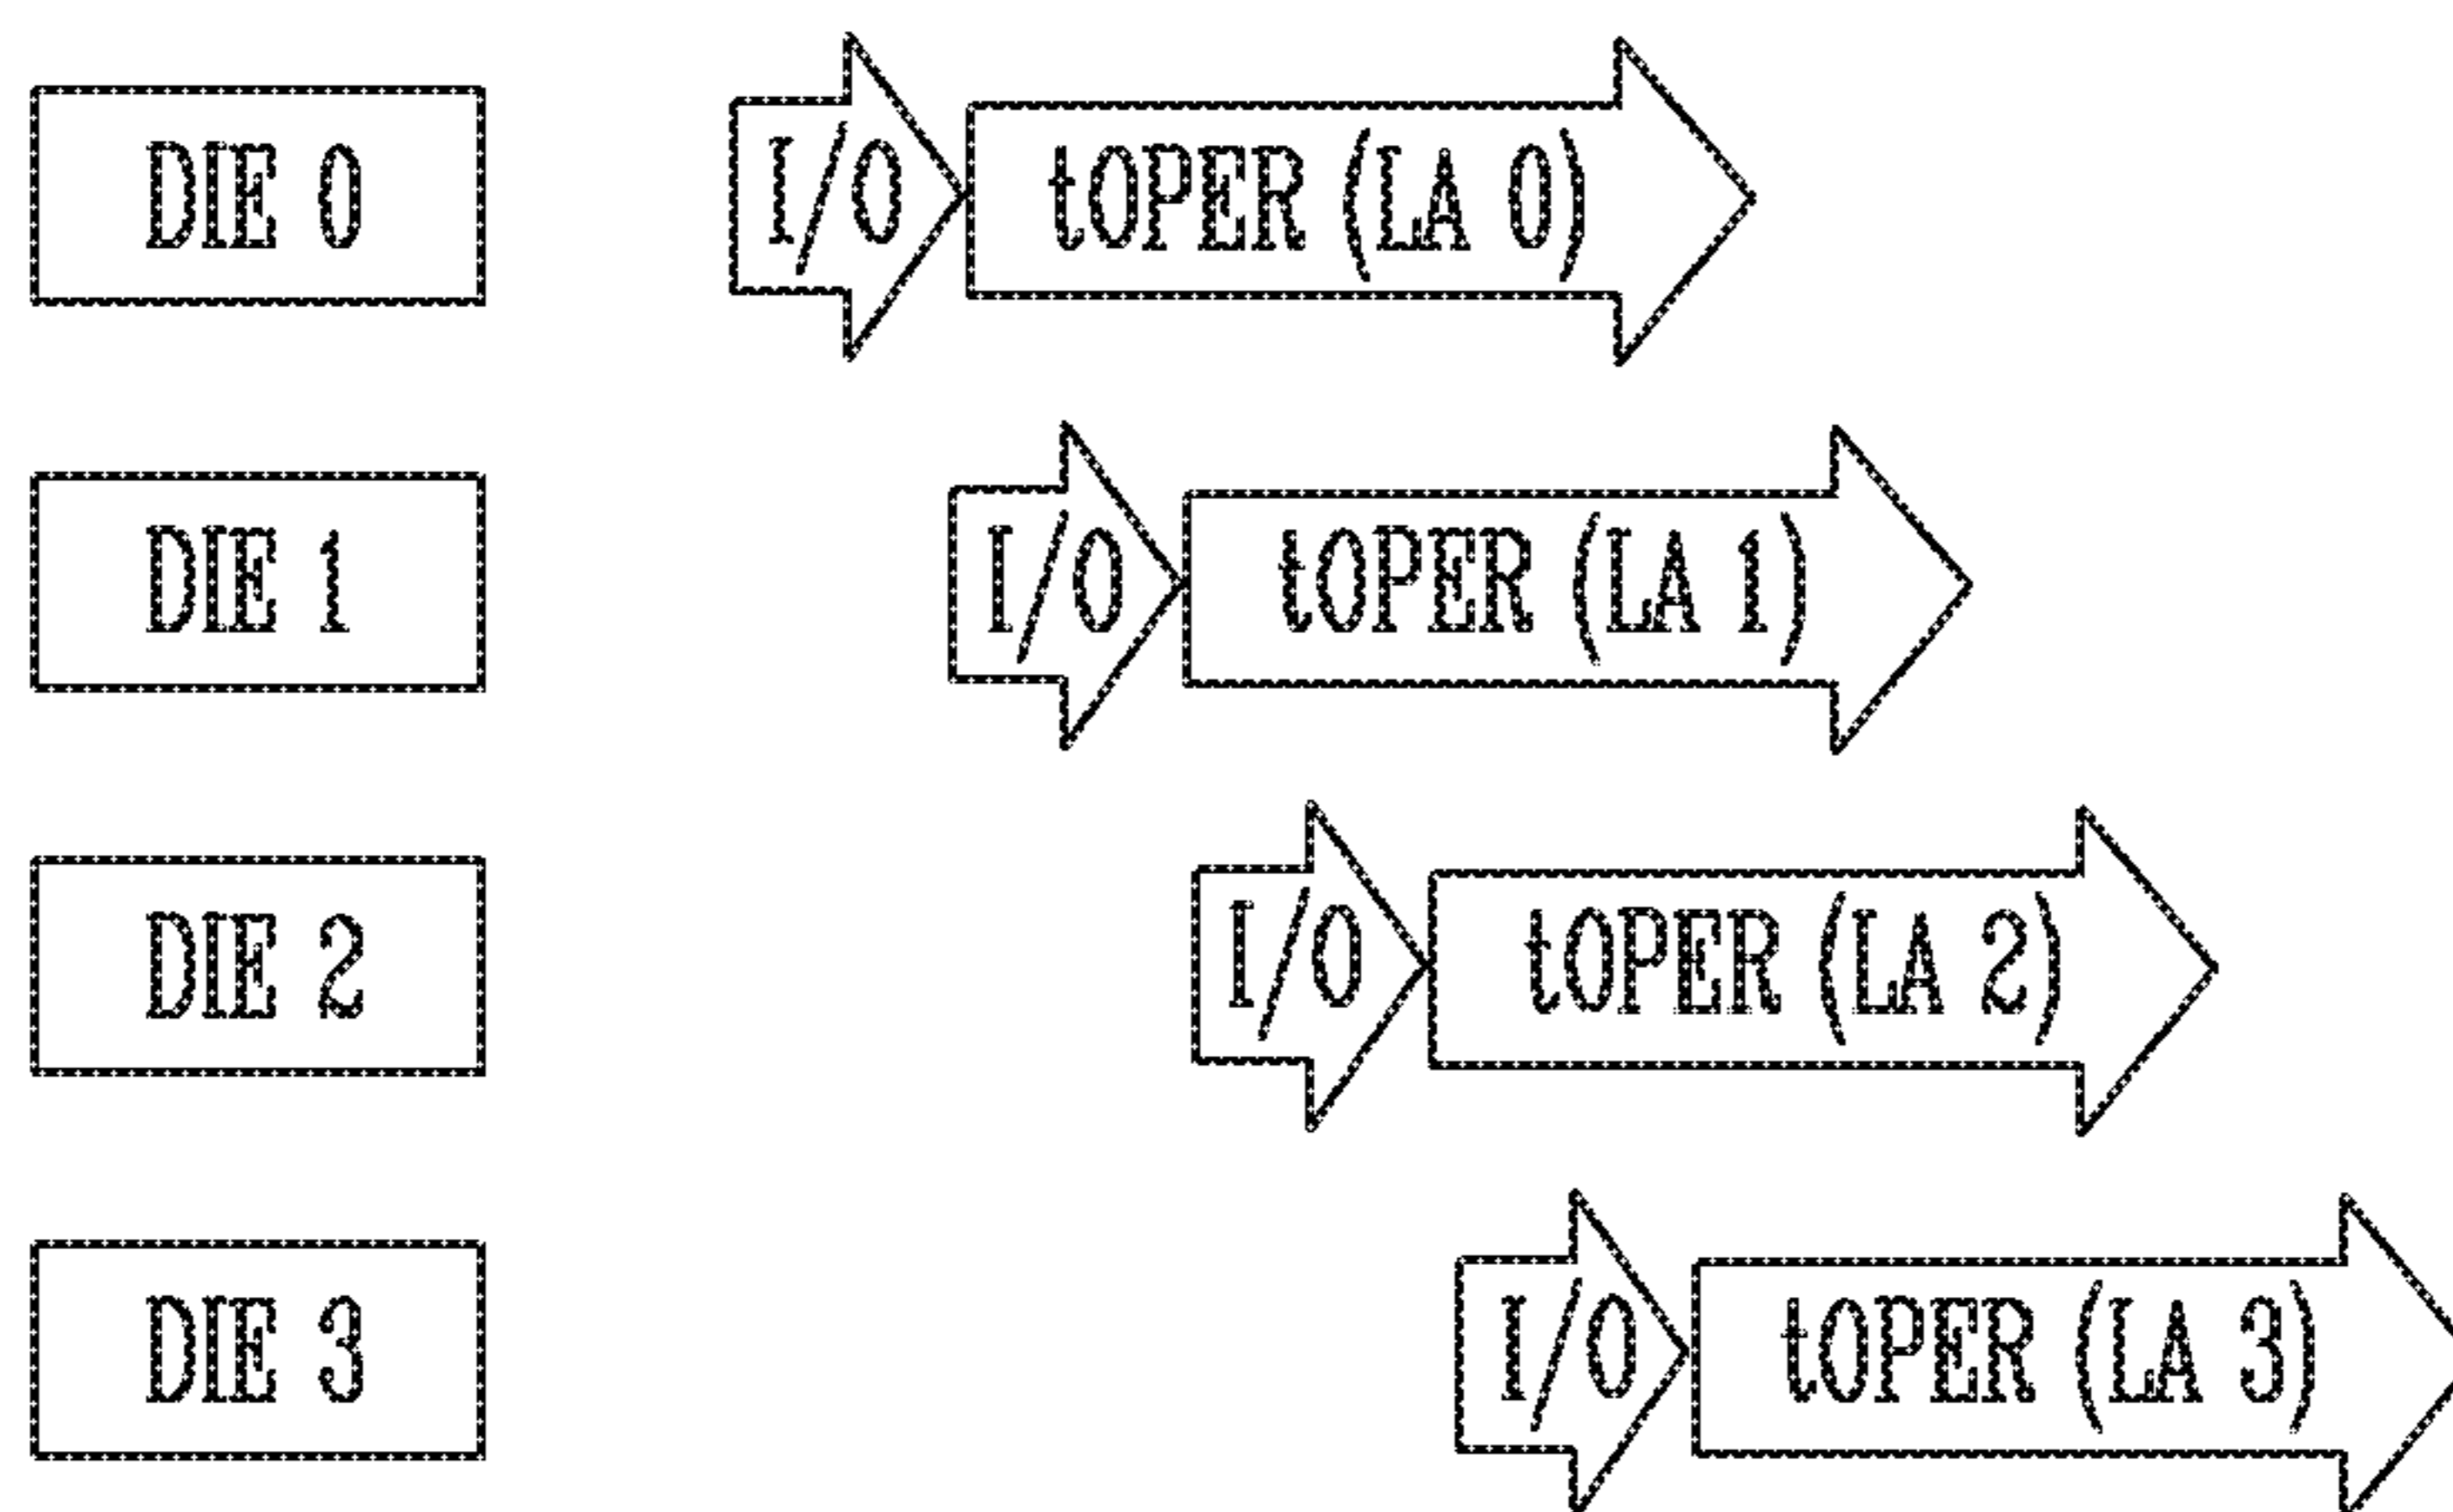 DIE 0 I/O tOPER (LA 0)
DIE 1 I/O tOPER (LA 1)
DIE 2 I/O tOPER (LA 2)
DIE 3 I/O tOPER (LA 3)